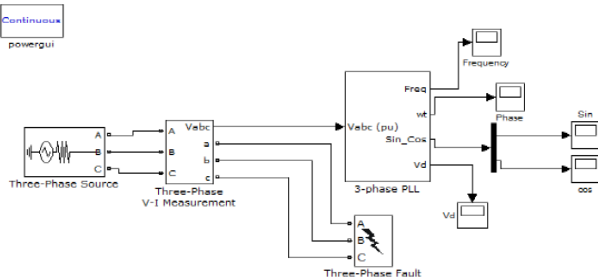 Continuous
powergui
A
B
C
Three-Phase Source
A
B
C
Vabc
a
b
c
Three-Phase
V-I Measurement
Vabc (pu)
Freq
wt
Sin_Cos
Vd
3-phase PLL
Frequency
Phase
Sin
cos
Vd
A
B
C
Three-Phase Fault